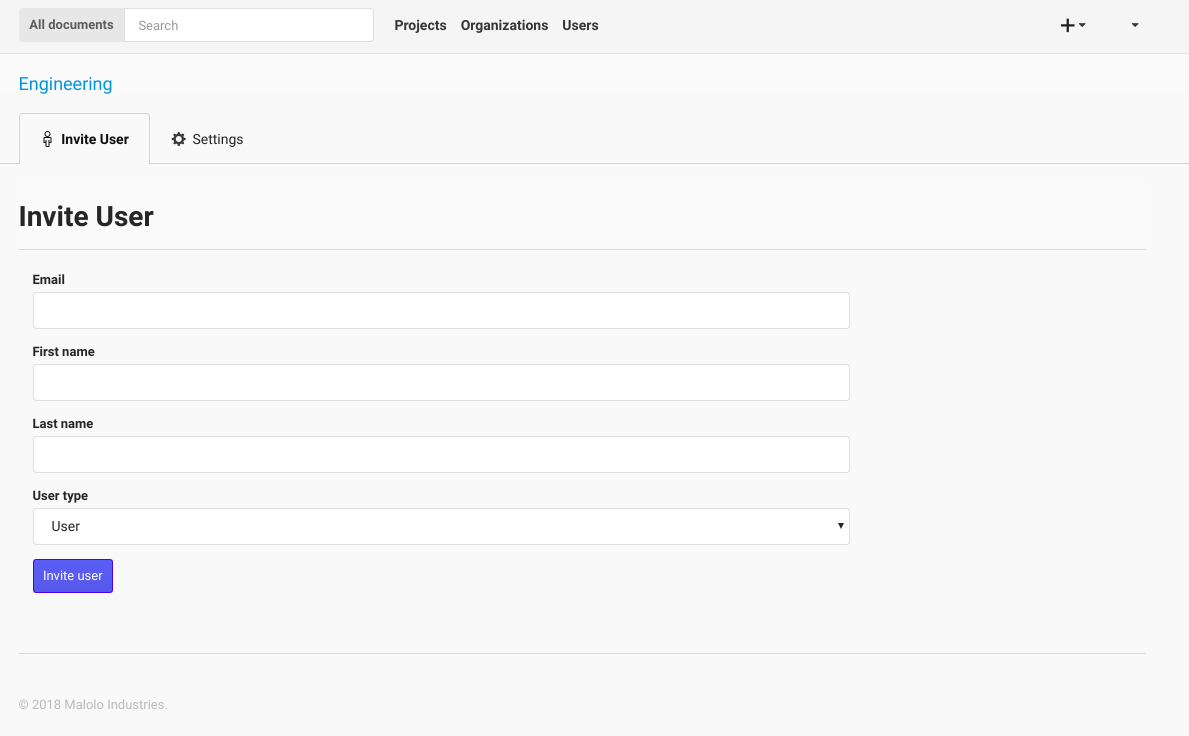 All documents Search Projects Organizations Users
Engineering
Invite User Settings
Invite User
Email
First name
Last name
User type
User
Invite user
© 2018 Malolo Industries.